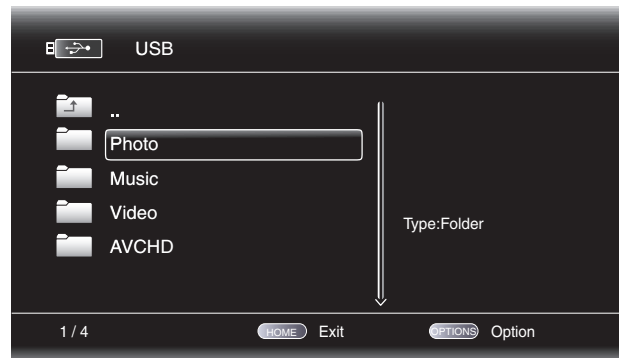 USB
..
Photo
Music
Video
AVCHD
Type:Folder
1 / 4
HOME Exit
OPTIONS Option